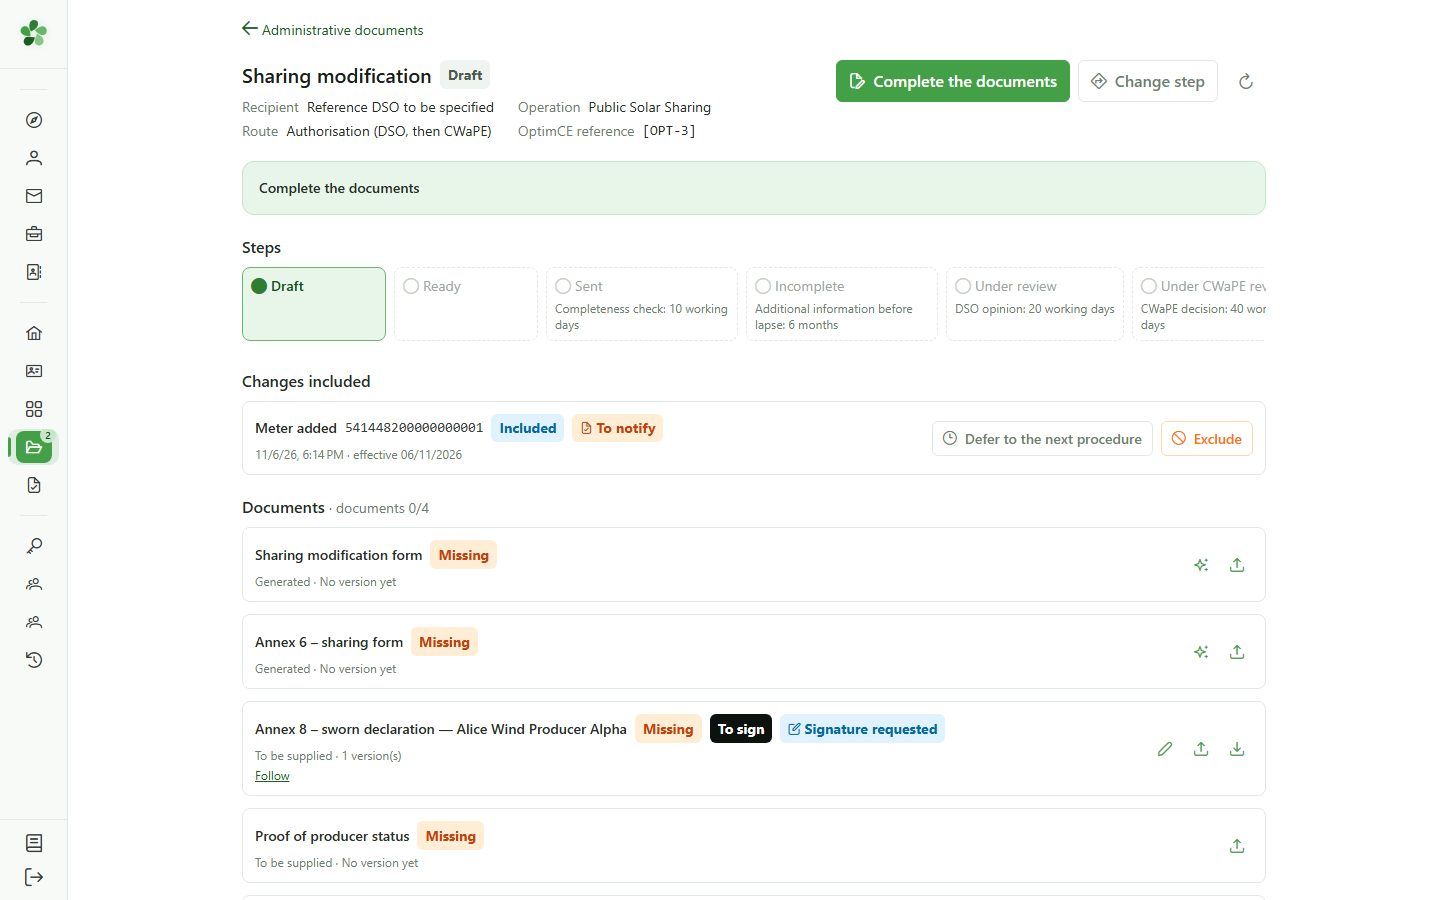 Administrative documents
Sharing modification Draft
Complete the documents
Change step
Recipient Reference DSO to be specified Operation Public Solar Sharing
Route Authorisation (DSO, then CWaPE) OptimCE reference [OPT-3]
Complete the documents
Steps
Draft
Ready
Sent
Completeness check: 10 working
days
Incomplete
Additional information before
lapse: 6 months
Under review
DSO opinion: 20 working days
Under CWaPE rev
CWaPE decision: 40 wor
days
Changes included
Meter added 541448200000000001 Included To notify
11/6/26, 6:14 PM · effective 06/11/2026
Defer to the next procedure
Exclude
2
Documents · documents 0/4
Sharing modification form Missing
Generated · No version yet
Annex 6 – sharing form Missing
Generated · No version yet
Annex 8 – sworn declaration — Alice Wind Producer Alpha Missing To sign Signature requested
To be supplied · 1 version(s)
Follow
Proof of producer status Missing
To be supplied · No version yet